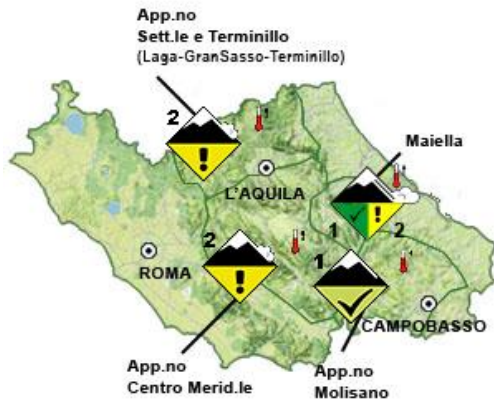 App.no
Sett.le e Terminillo
(Laga-GranSasso-Terminillo)
2
!
Maiella
L'AQUILA
!
1
2
2
!
ROMA
1
CAMPOBASSO
App.no
Centro Merid.le
App.no
Molisano